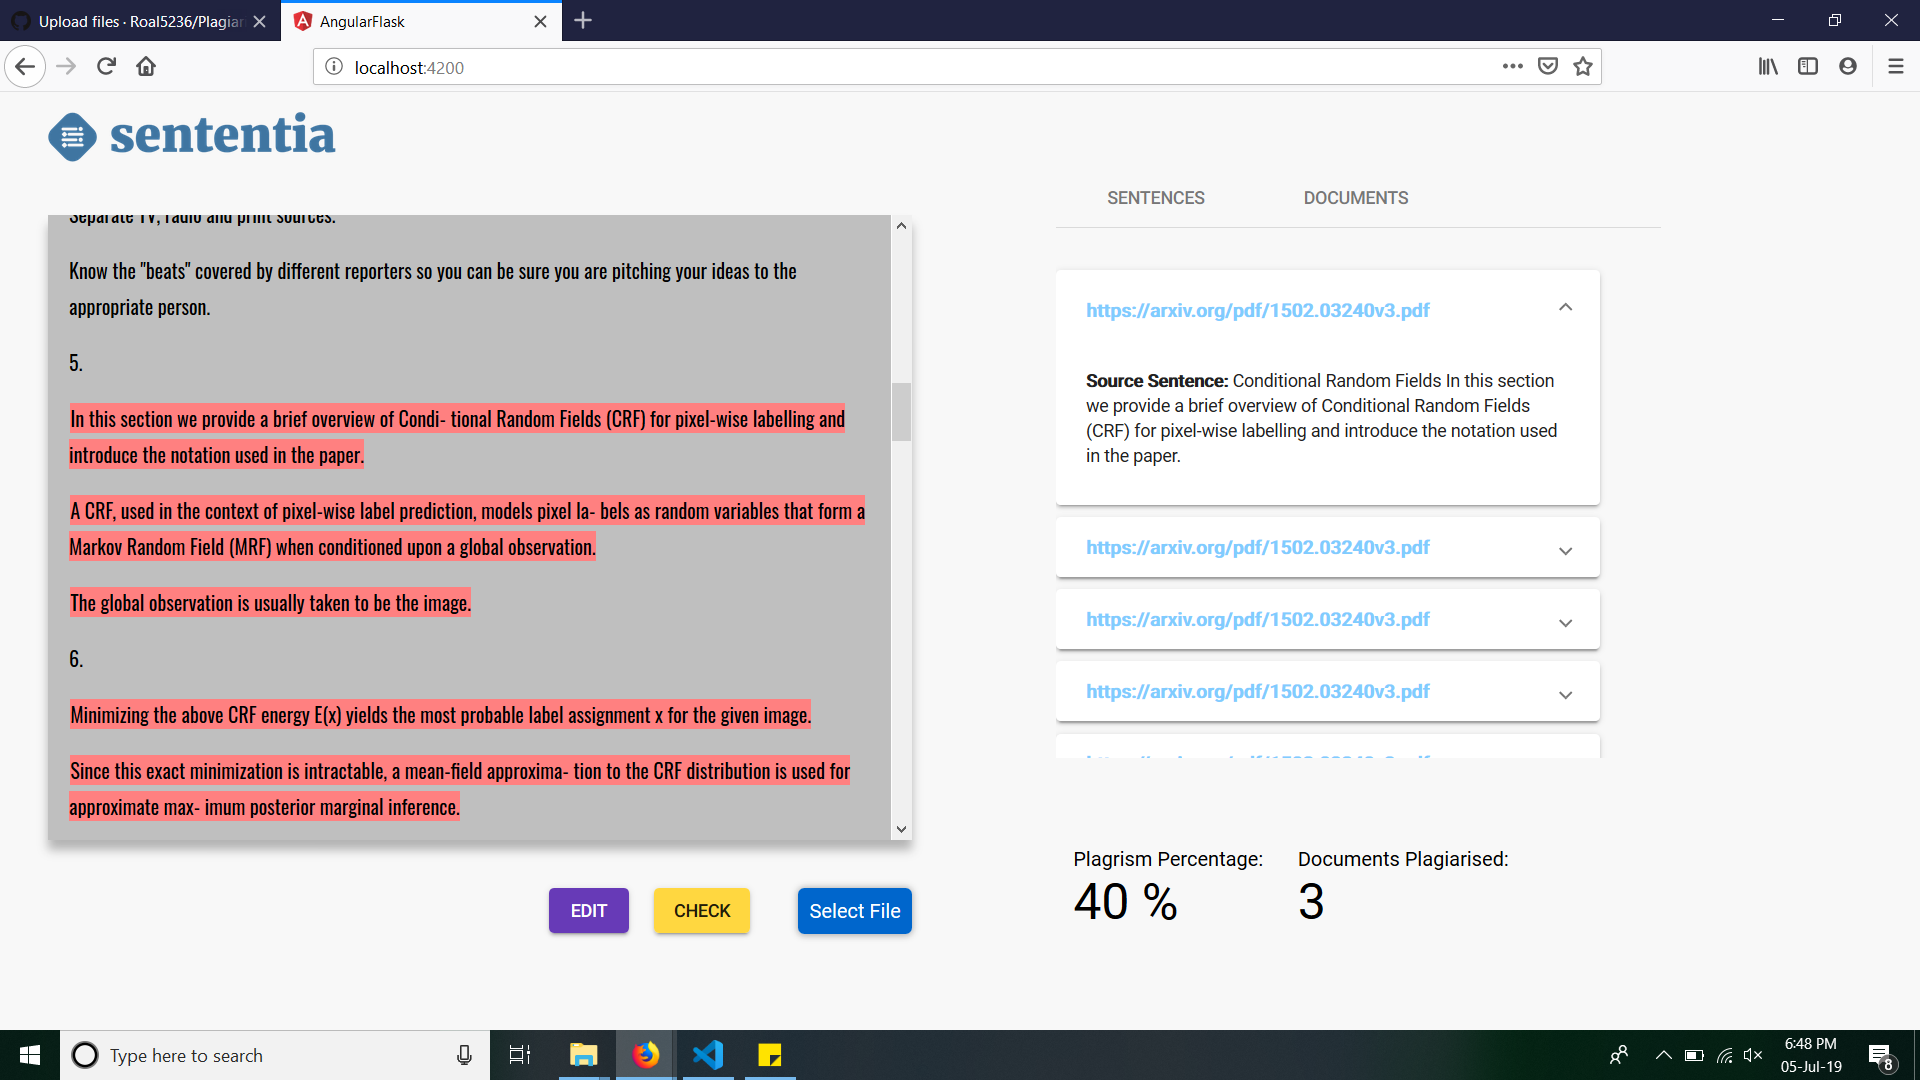 Upload files · Roal5236/Plagiar
AngularFlask
localhost:4200
sententia
Separate TV, radio and print sources.
Know the "beats" covered by different reporters so you can be sure you are pitching your ideas to the
appropriate person.
5.
In this section we provide a brief overview of Condi- tional Random Fields (CRF) for pixel-wise labelling and
introduce the notation used in the paper.
A CRF, used in the context of pixel-wise label prediction, models pixel la- bels as random variables that form a
Markov Random Field (MRF) when conditioned upon a global observation.
The global observation is usually taken to be the image.
6.
Minimizing the above CRF energy E(x) yields the most probable label assignment x for the given image.
Since this exact minimization is intractable, a mean-field approxima- tion to the CRF distribution is used for
approximate max- imum posterior marginal inference.
EDIT
CHECK
Select File
SENTENCES
DOCUMENTS
https://arxiv.org/pdf/1502.03240v3.pdf
Source Sentence: Conditional Random Fields In this section
we provide a brief overview of Conditional Random Fields
(CRF) for pixel-wise labelling and introduce the notation used
in the paper.
https://arxiv.org/pdf/1502.03240v3.pdf
https://arxiv.org/pdf/1502.03240v3.pdf
https://arxiv.org/pdf/1502.03240v3.pdf
Plagrism Percentage:
40 %
Documents Plagiarised:
3
Type here to search
6:48 PM
05-Jul-19
8